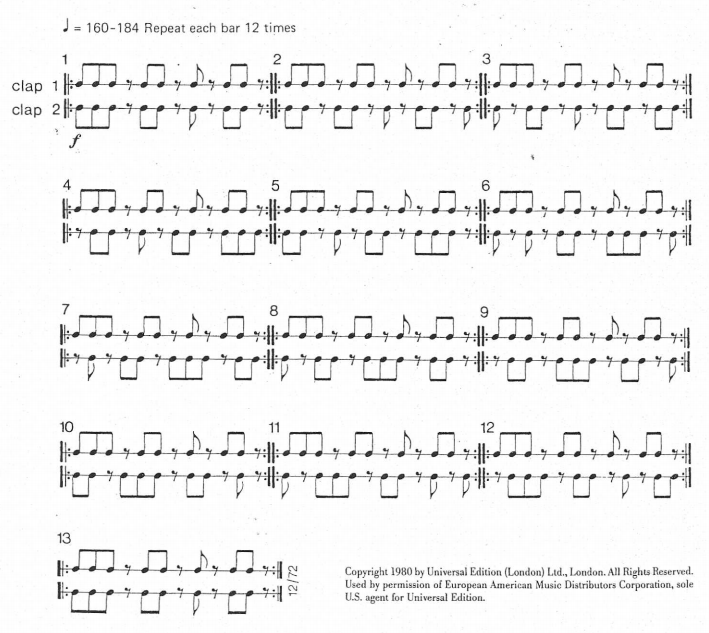 ♩ = 160-184 Repeat each bar 12 times
1 2 3
clap 1
clap 2
f
4 5 6
7 8 9
10 11 12
13
12/72
Copyright 1980 by Universal Edition (London) Ltd., London. All Rights Reserved.
Used by permission of European American Music Distributors Corporation, sole
U.S. agent for Universal Edition.